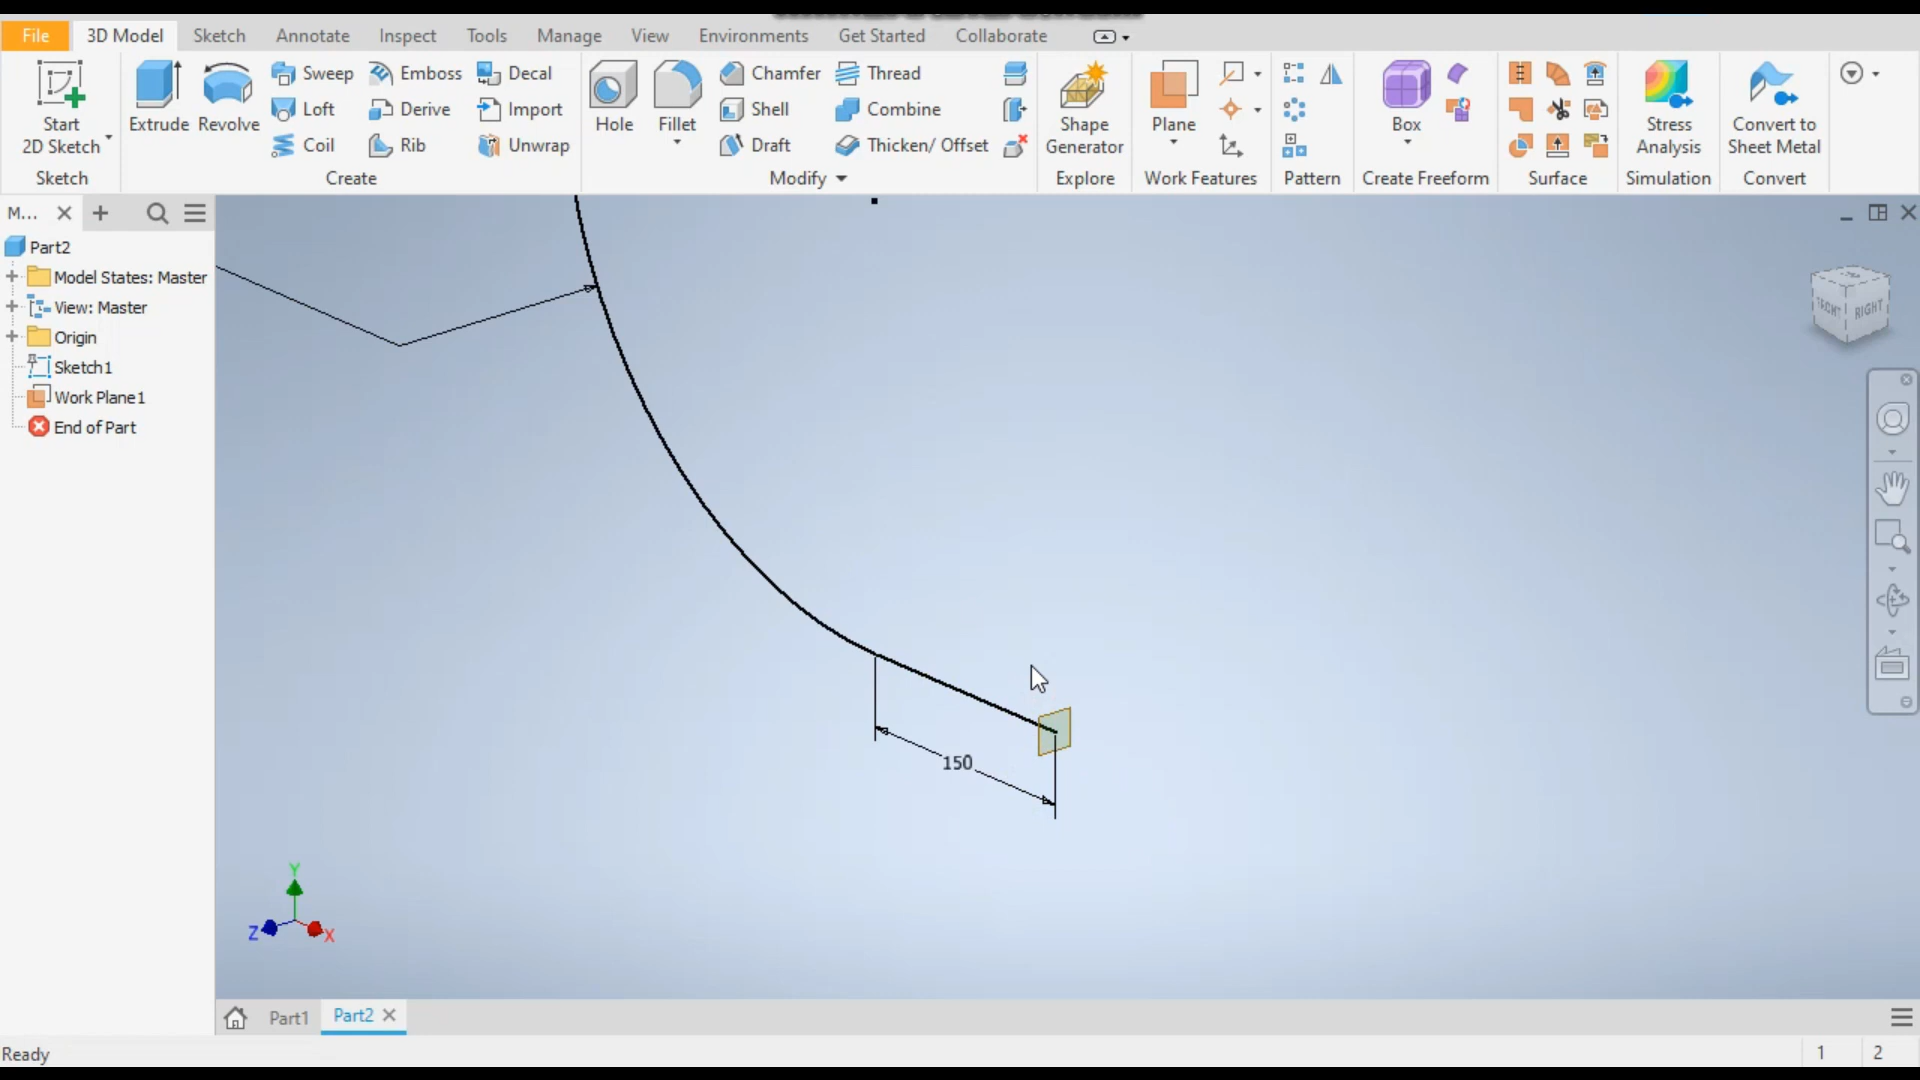 File 3D Model Sketch Annotate Inspect Tools Manage View Environments Get Started Collaborate
Start
2D Sketch
Sketch
Extrude Revolve
Sweep Emboss Decal
Loft Derive Import
Coil Rib Unwrap
Create
Hole Fillet
Chamfer Thread
Shell Combine
Draft Thicken/ Offset
Modify
Shape
Generator
Explore
Plane
Work Features
Pattern
Box
Create Freeform
Surface
Stress
Analysis
Simulation
Convert to
Sheet Metal
Convert
M...
Part2
Model States: Master
View: Master
Origin
Sketch1
Work Plane1
End of Part
TOP
FRONT RIGHT
150
Y
Z X
Part1 Part2
Ready 1 2